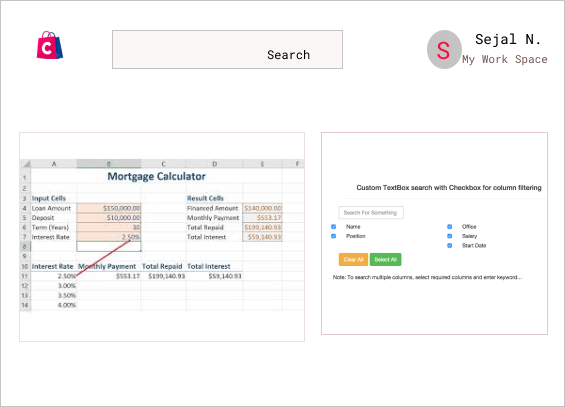 C
Search
S
Sejal N.
My Work Space
A B C D E F
1 Mortgage Calculator
2
3 Input Cells Result Cells
4 Loan Amount $150,000.00 Financed Amount $140,000.00
5 Deposit $10,000.00 Monthly Payment $553.17
6 Term (Years) 30 Total Repaid $199,140.93
7 Interest Rate 2.50% Total Interest $59,140.93
8
9
10 Interest Rate Monthly Payment Total Repaid Total Interest
11 2.50% $553.17 $199,140.93 $59,140.93
12 3.00%
13 3.50%
14 4.00%
Custom TextBox search with Checkbox for column filtering
Search For Something
Name Office
Position Salary
Start Date
Clear All Select All
Note: To search multiple columns, select required columns and enter keyword...